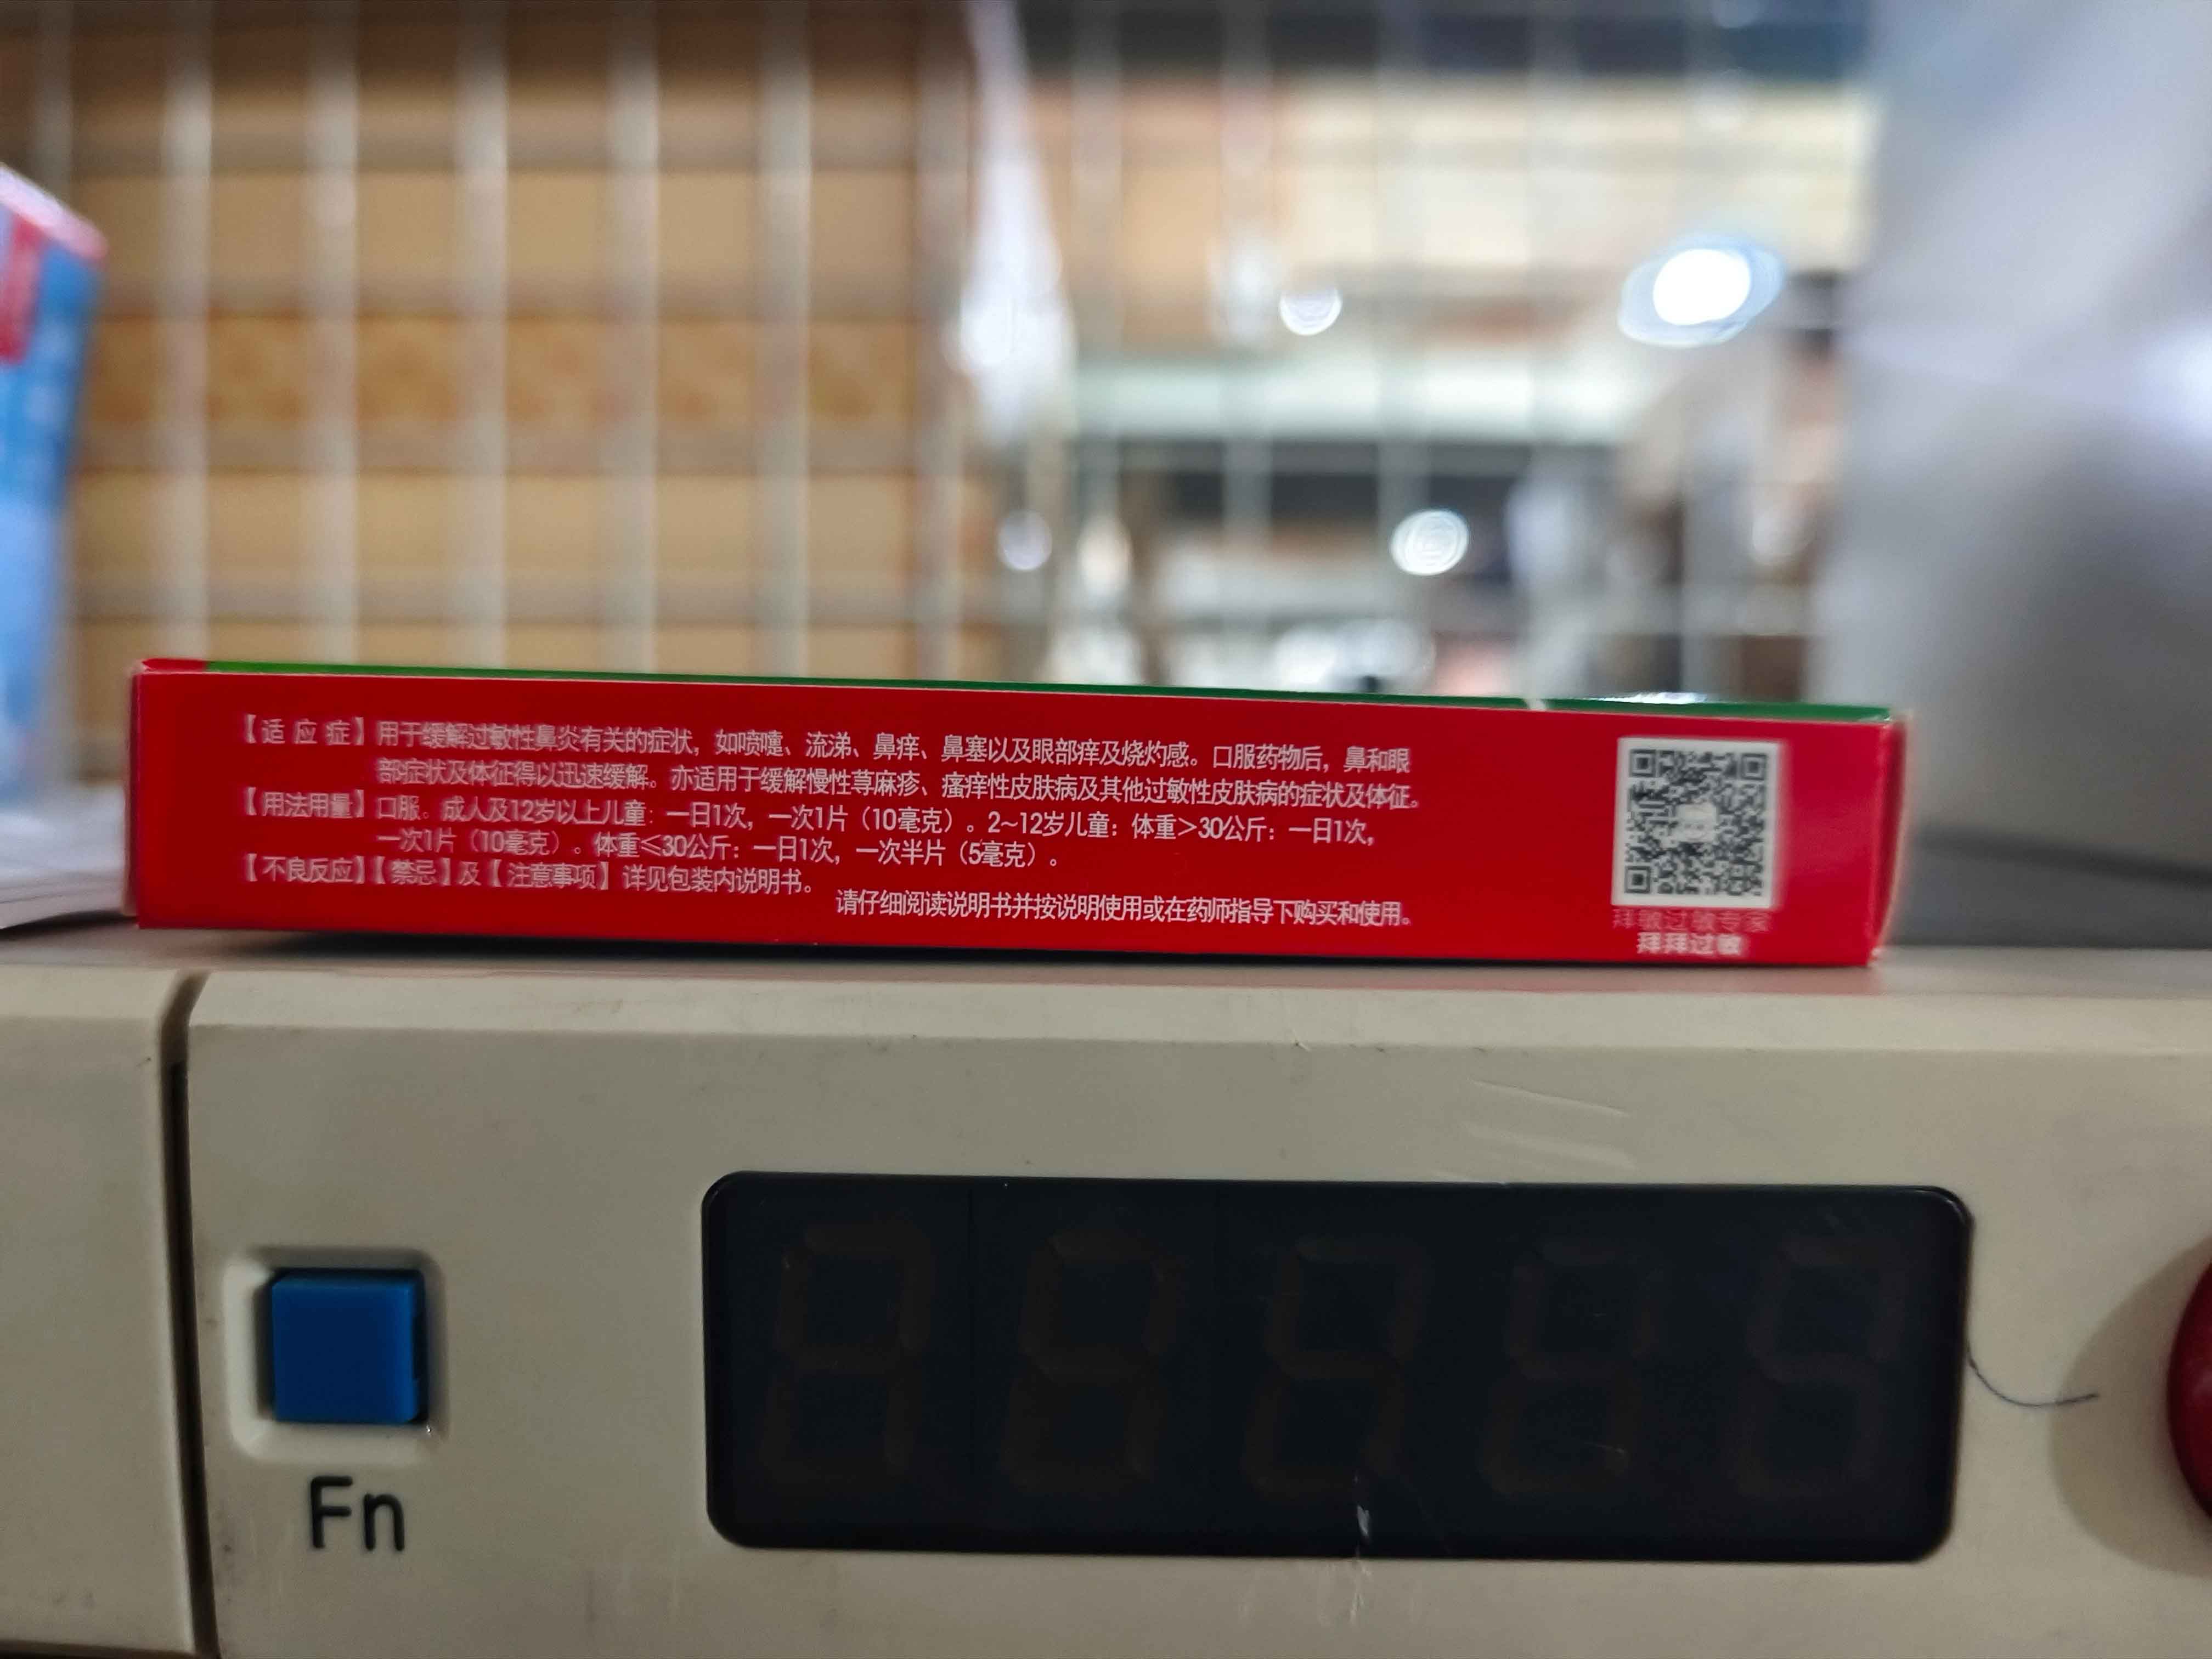 【适 应 症】用于缓解过敏性鼻炎有关的症状，如喷嚏、流涕、鼻痒、鼻塞以及眼部痒及烧灼感。口服药物后，鼻和眼
部症状及体征得以迅速缓解。亦适用于缓解慢性荨麻疹、瘙痒性皮肤病及其他过敏性皮肤病的症状及体征。
【用法用量】口服。成人及12岁以上儿童：一日1次，一次1片（10毫克）。2~12岁儿童：体重＞30公斤：一日1次，
一次1片（10毫克）。体重≤30公斤：一日1次，一次半片（5毫克）。
【不良反应】【禁忌】及【注意事项】详见包装内说明书。
请仔细阅读说明书并按说明使用或在药师指导下购买和使用。
拜敏过敏专家
拜拜过敏
Fn